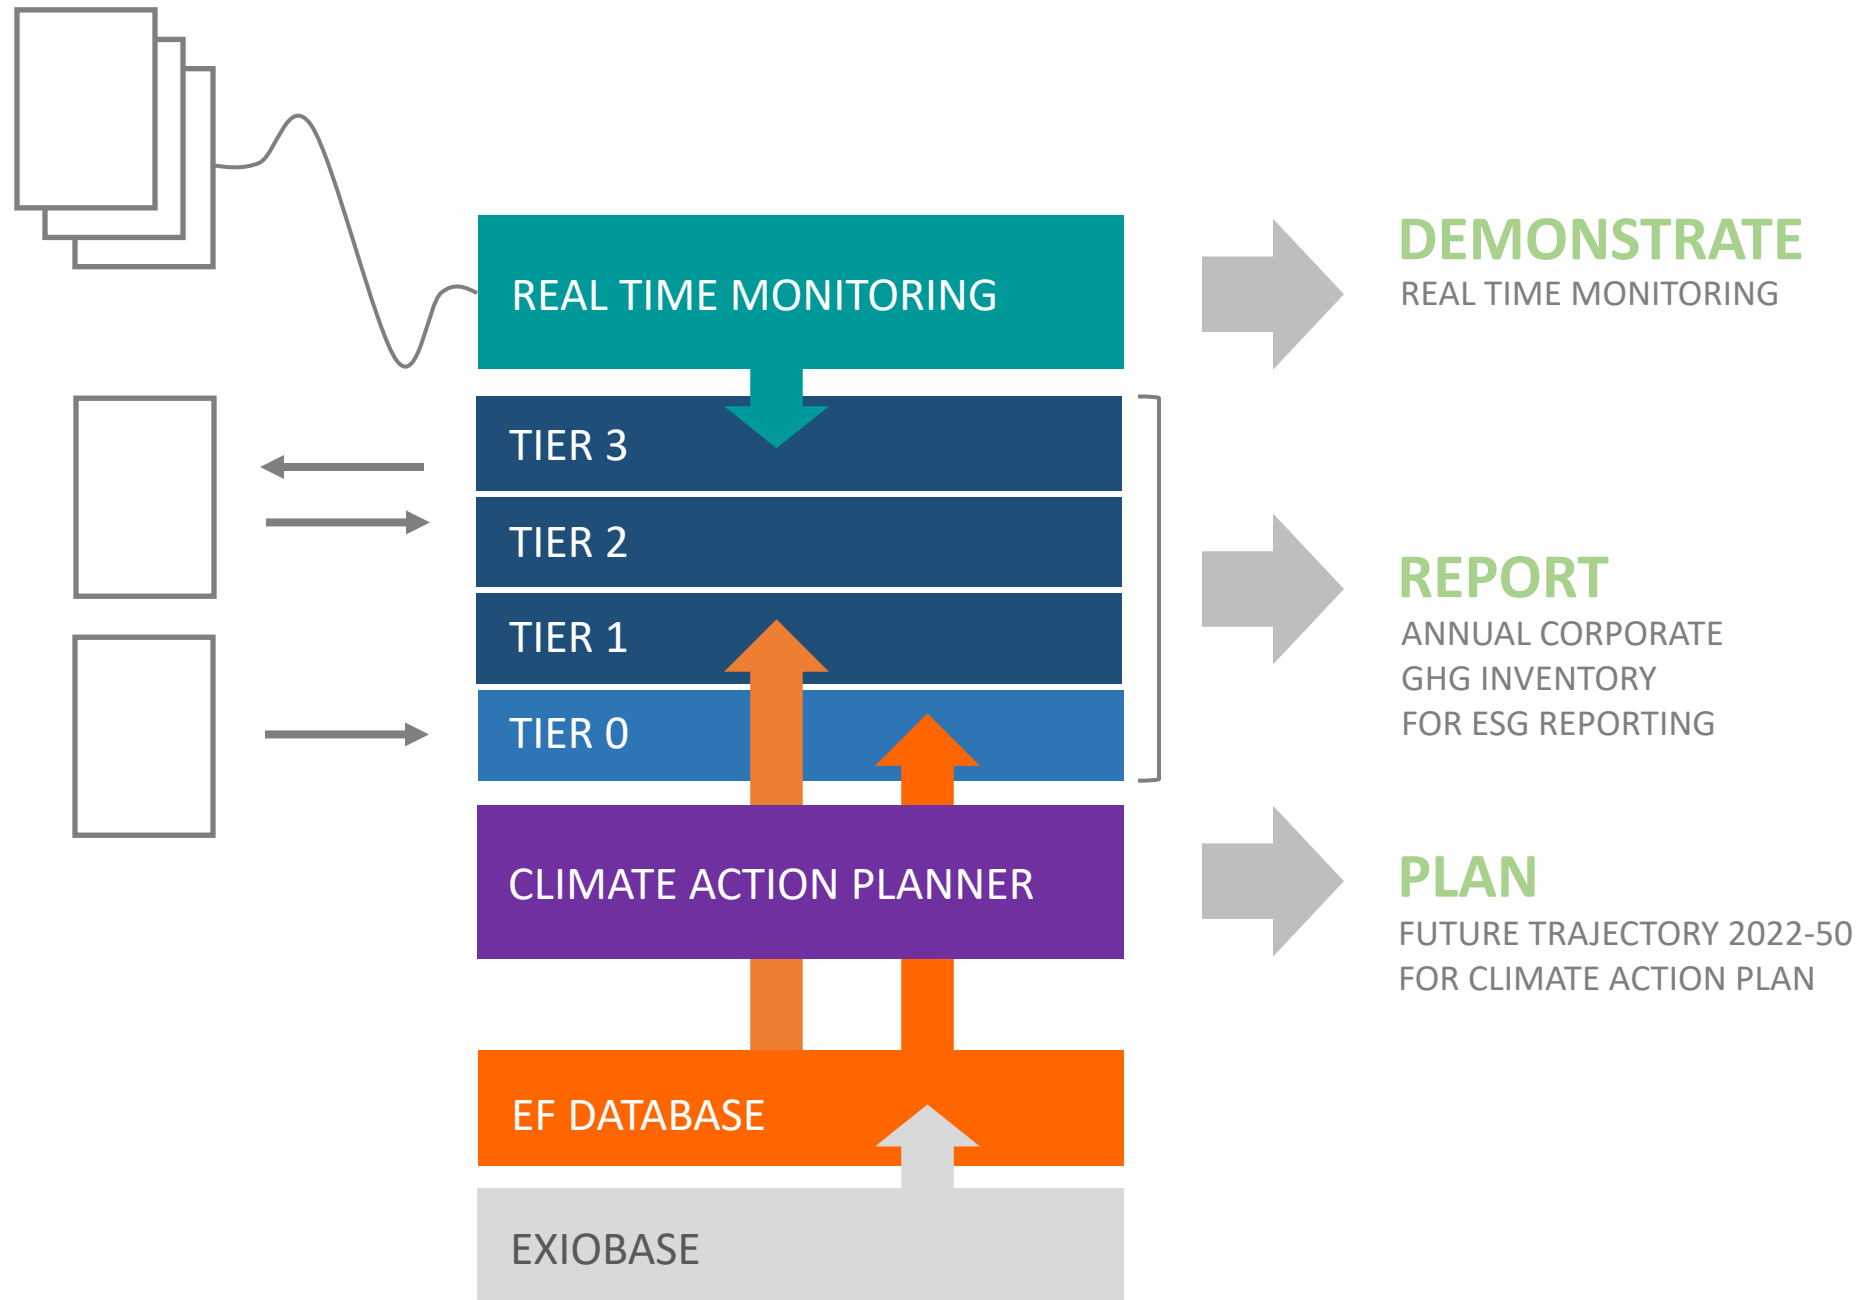 REAL TIME MONITORING
DEMONSTRATE
REAL TIME MONITORING
TIER 3
TIER 2
TIER 1
TIER 0
REPORT
ANNUAL CORPORATE
GHG INVENTORY
FOR ESG REPORTING
CLIMATE ACTION PLANNER
PLAN
FUTURE TRAJECTORY 2022-50
FOR CLIMATE ACTION PLAN
EF DATABASE
EXIOBASE